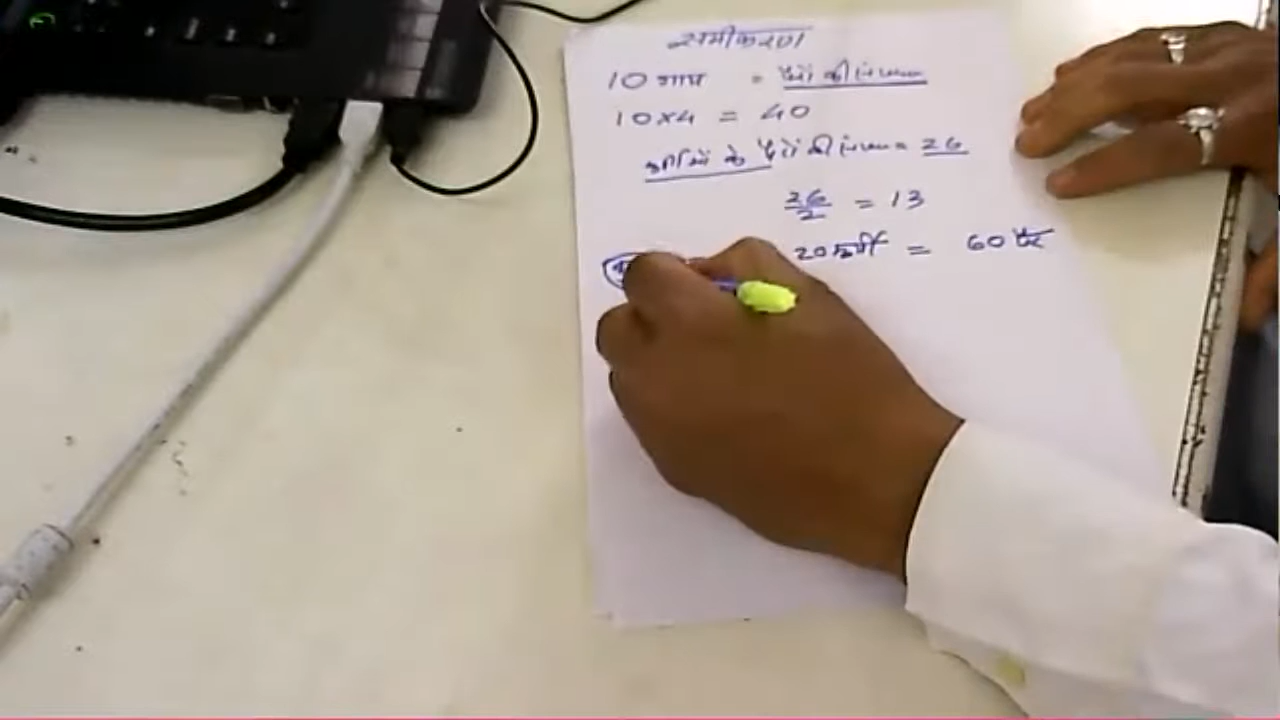 समीकरण
10 गाय = पैरों की संख्या
10×4 = 40
के पैरों की संख्या = 26
26/2 = 13
20 = 60 पैर